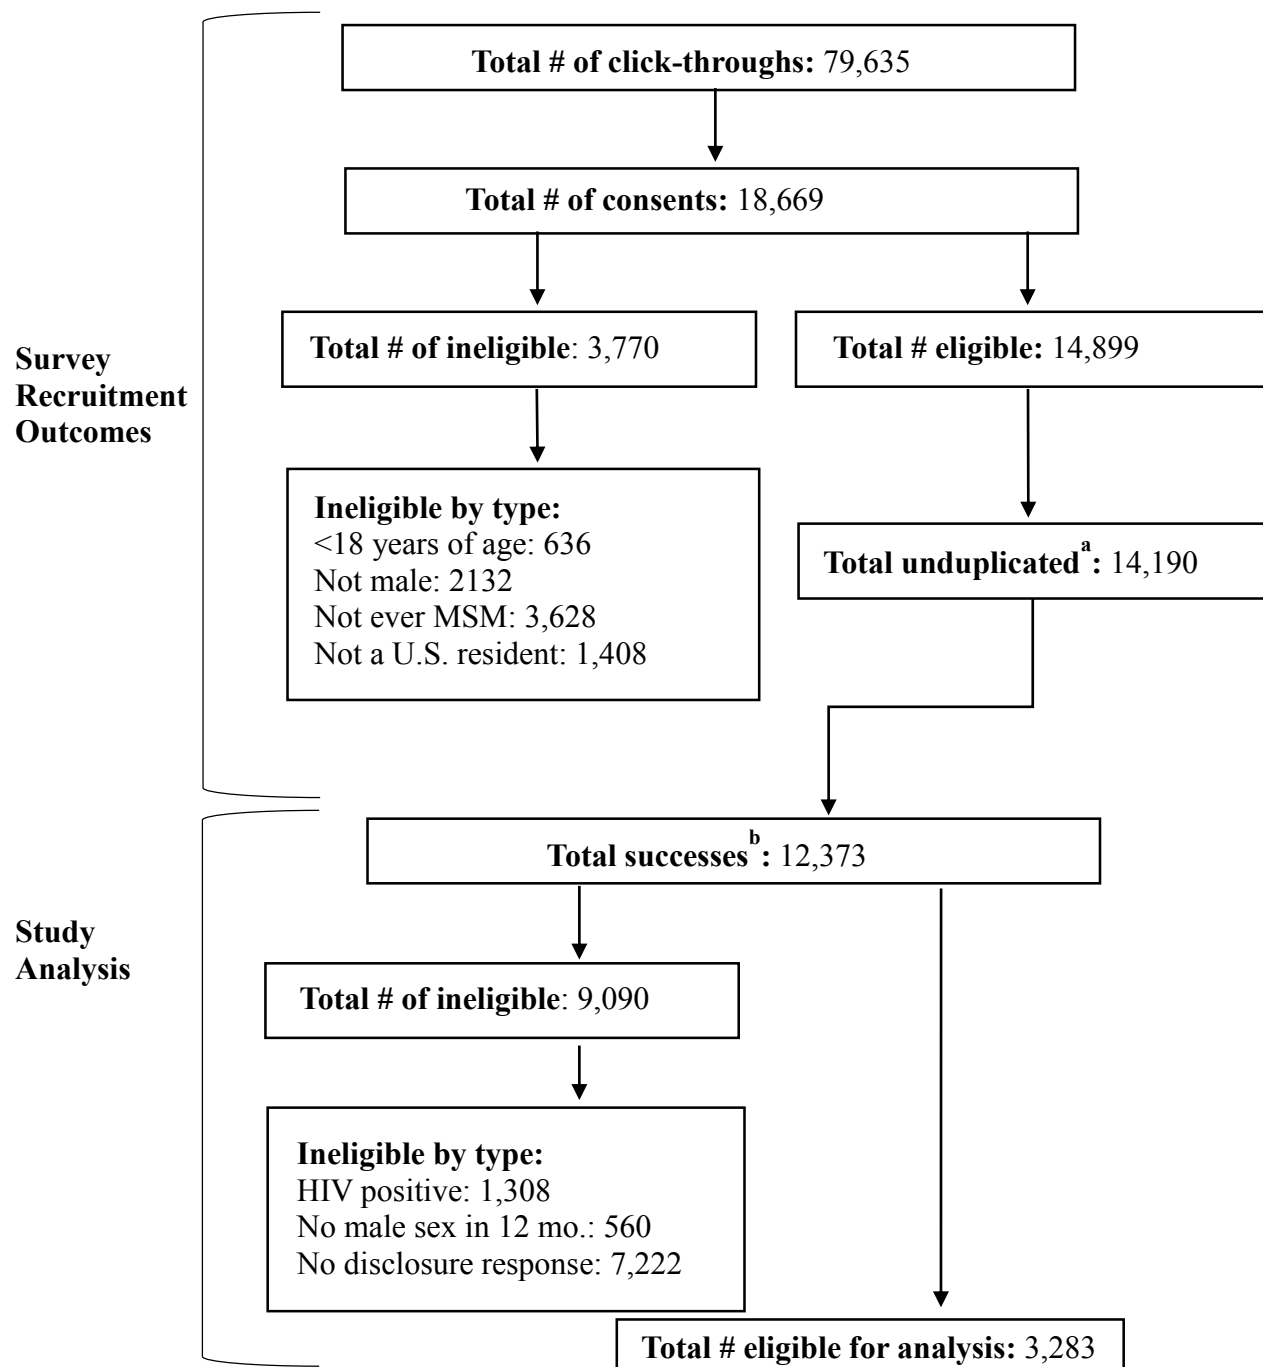 Total # of click-throughs: 79,635
Total # of consents: 18,669
Total # of ineligible: 3,770
Total # eligible: 14,899
Survey
Recruitment
Outcomes
Ineligible by type:
<18 years of age: 636
Not male: 2132
Not ever MSM: 3,628
Not a U.S. resident: 1,408
Total unduplicatedᵃ: 14,190
Total successesᵇ: 12,373
Study
Analysis
Total # of ineligible: 9,090
Ineligible by type:
HIV positive: 1,308
No male sex in 12 mo.: 560
No disclosure response: 7,222
Total # eligible for analysis: 3,283